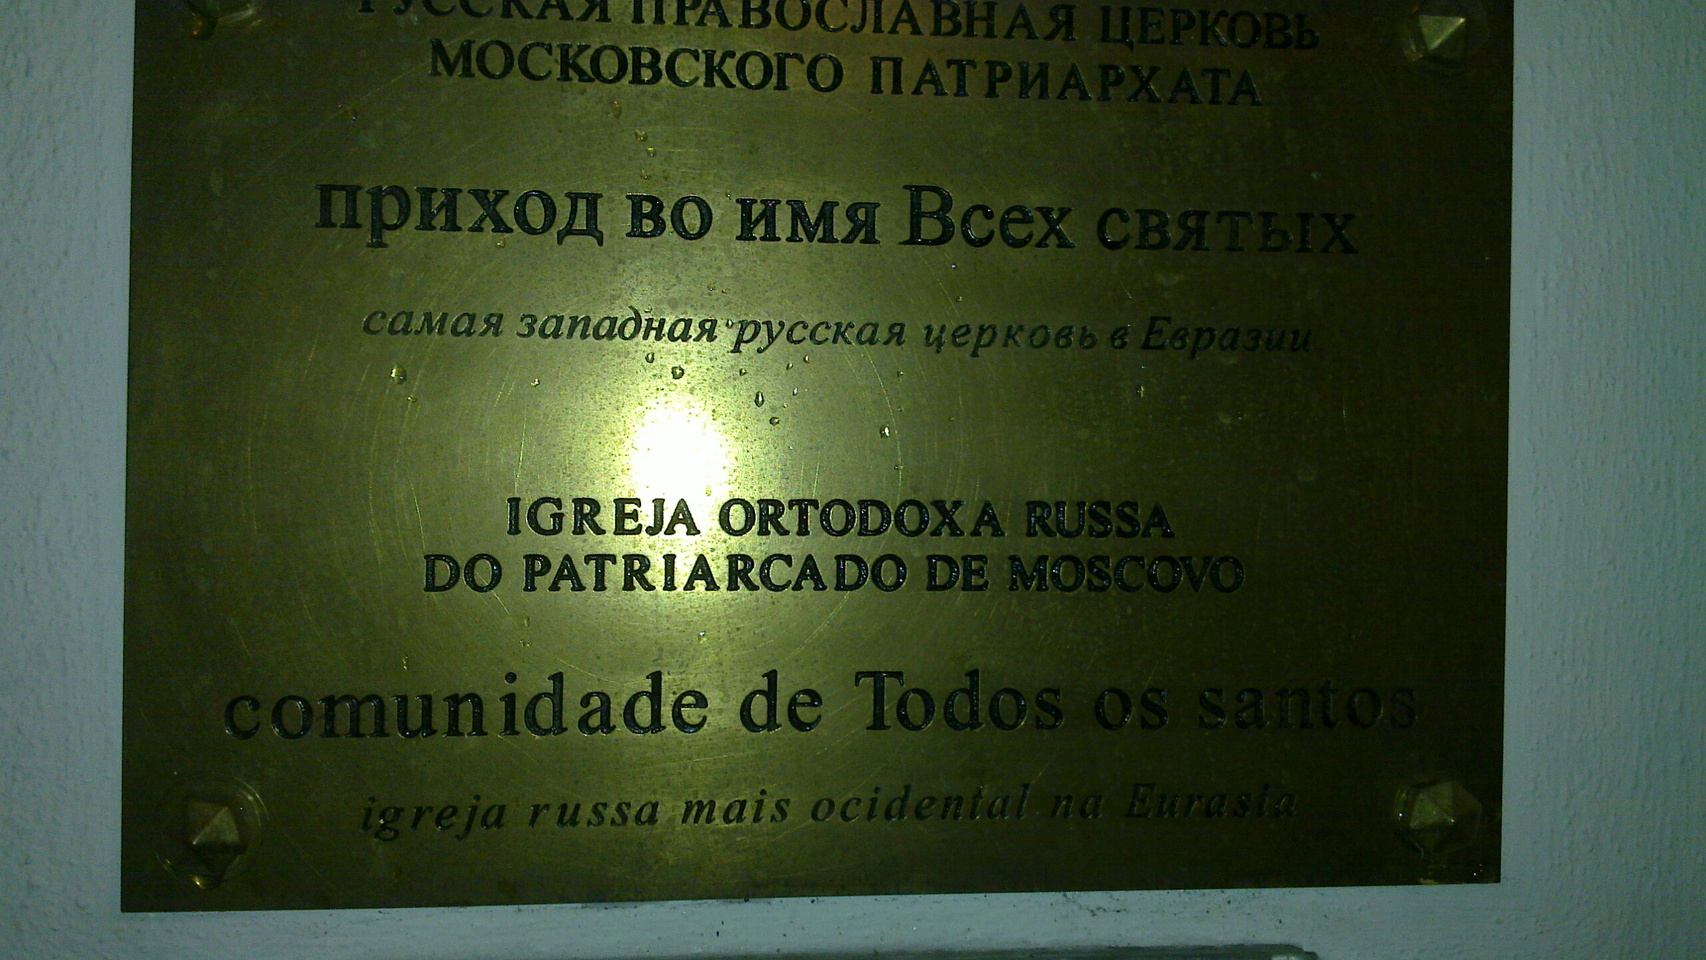 РУССКАЯ ПРАВОСЛАВНАЯ ЦЕРКОВЬ
МОСКОВСКОГО ПАТРИАРХАТА
приход во имя Всех святых
самая западная русская церковь в Евразии
IGREJA ORTODOXA RUSSA
DO PATRIARCADO DE MOSCOVO
comunidade de Todos os santos
igreja russa mais ocidental na Eurasia